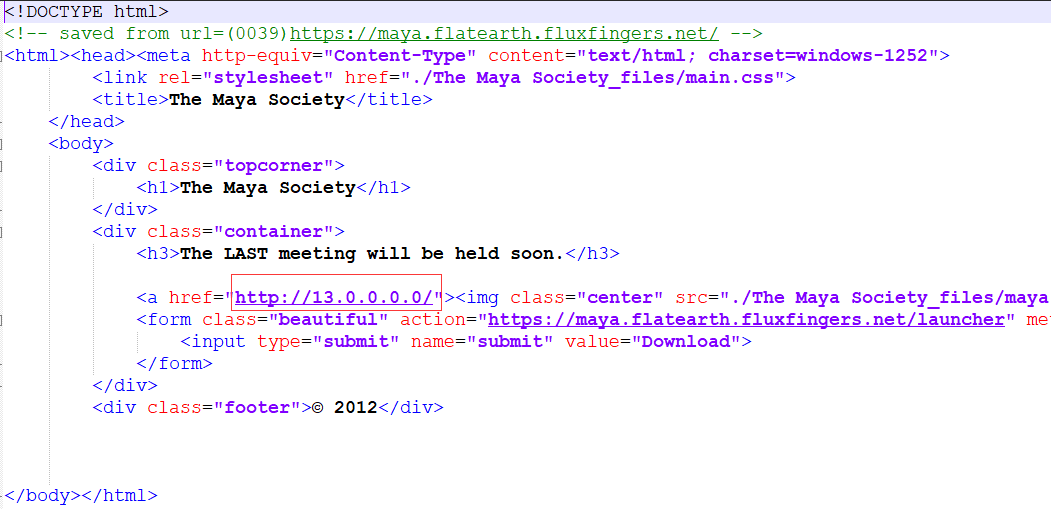 <!DOCTYPE html>
<!-- saved from url=(0039)https://maya.flatearth.fluxfingers.net/ -->
<html><head><meta http-equiv="Content-Type" content="text/html; charset=windows-1252">
<link rel="stylesheet" href="./The Maya Society_files/main.css">
<title>The Maya Society</title>
</head>
<body>
<div class="topcorner">
<h1>The Maya Society</h1>
</div>
<div class="container">
<h3>The LAST meeting will be held soon.</h3>
<a href="http://13.0.0.0.0/"><img class="center" src="./The Maya Society_files/maya
<form class="beautiful" action="https://maya.flatearth.fluxfingers.net/launcher" me
<input type="submit" name="submit" value="Download">
</form>
</div>
<div class="footer">© 2012</div>
</body></html>